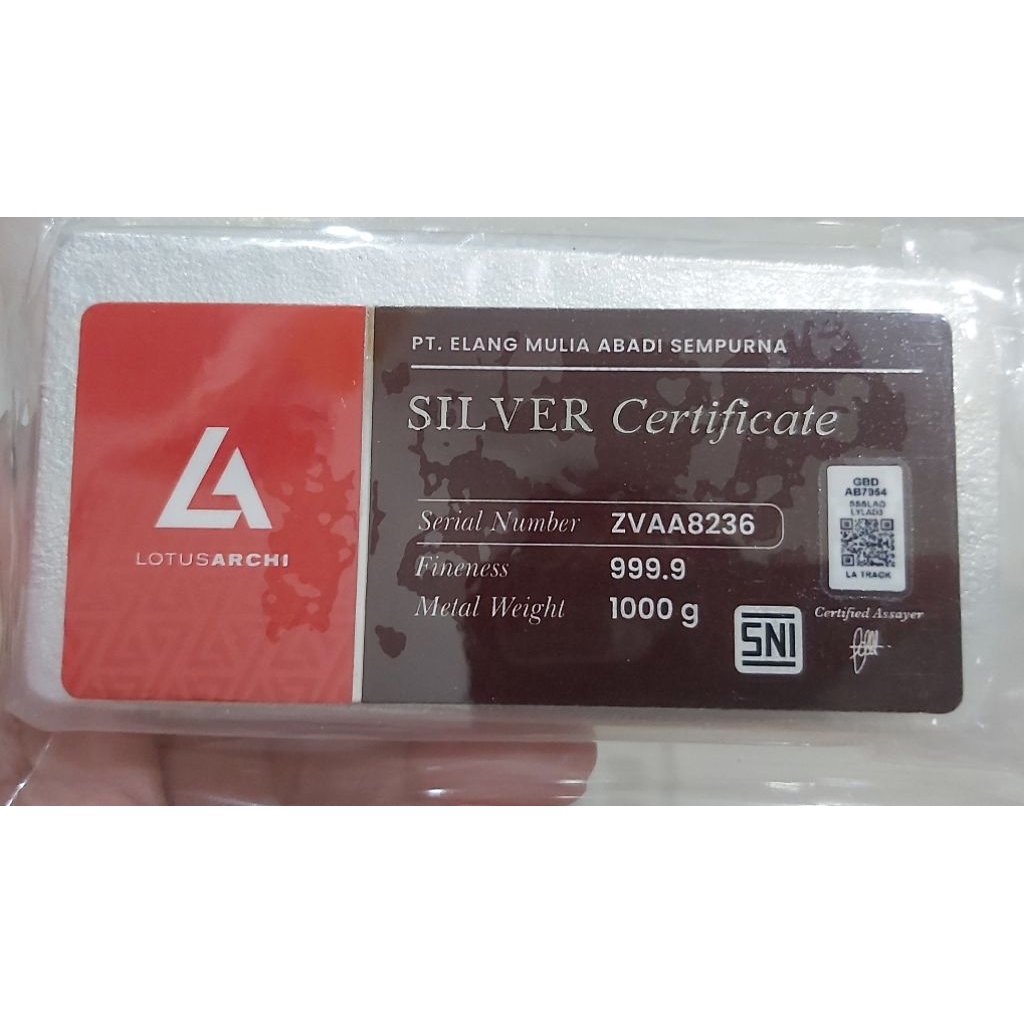 PT. ELANG MULIA ABADI SEMPURNA
SILVER Certificate
LOTUSARCHI
Serial Number ZVAA8236
Fineness 999.9
Metal Weight 1000 g
GBD
AB7954
LA TRACK
SNI
Certified Assayer